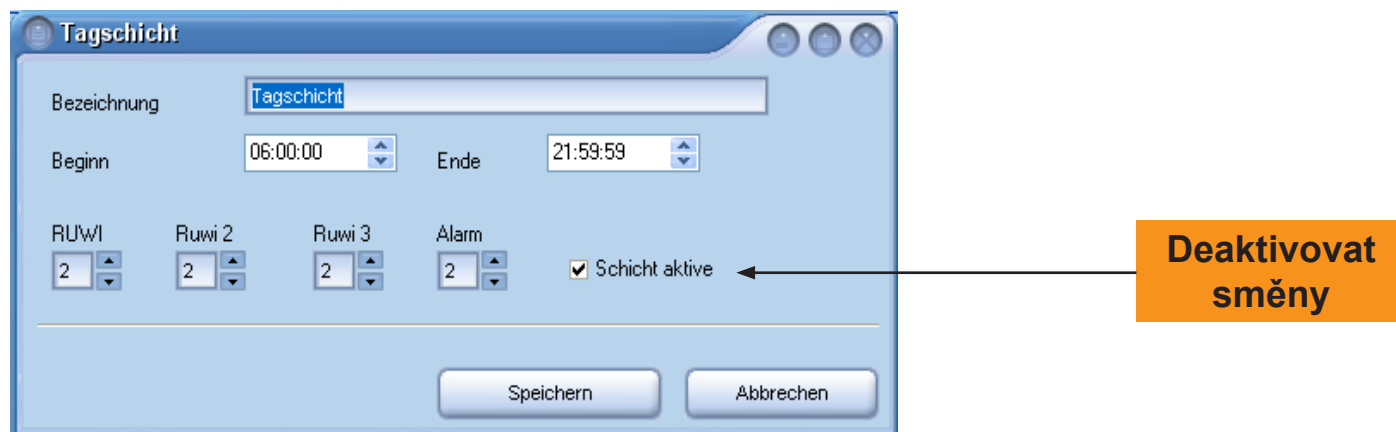 Tagschicht
Bezeichnung Tagschicht
Beginn 06:00:00 Ende 21:59:59
RUWI Ruwi 2 Ruwi 3 Alarm
2 2 2 2 Schicht aktive
Speichern Abbrechen
Deaktivovat
směny